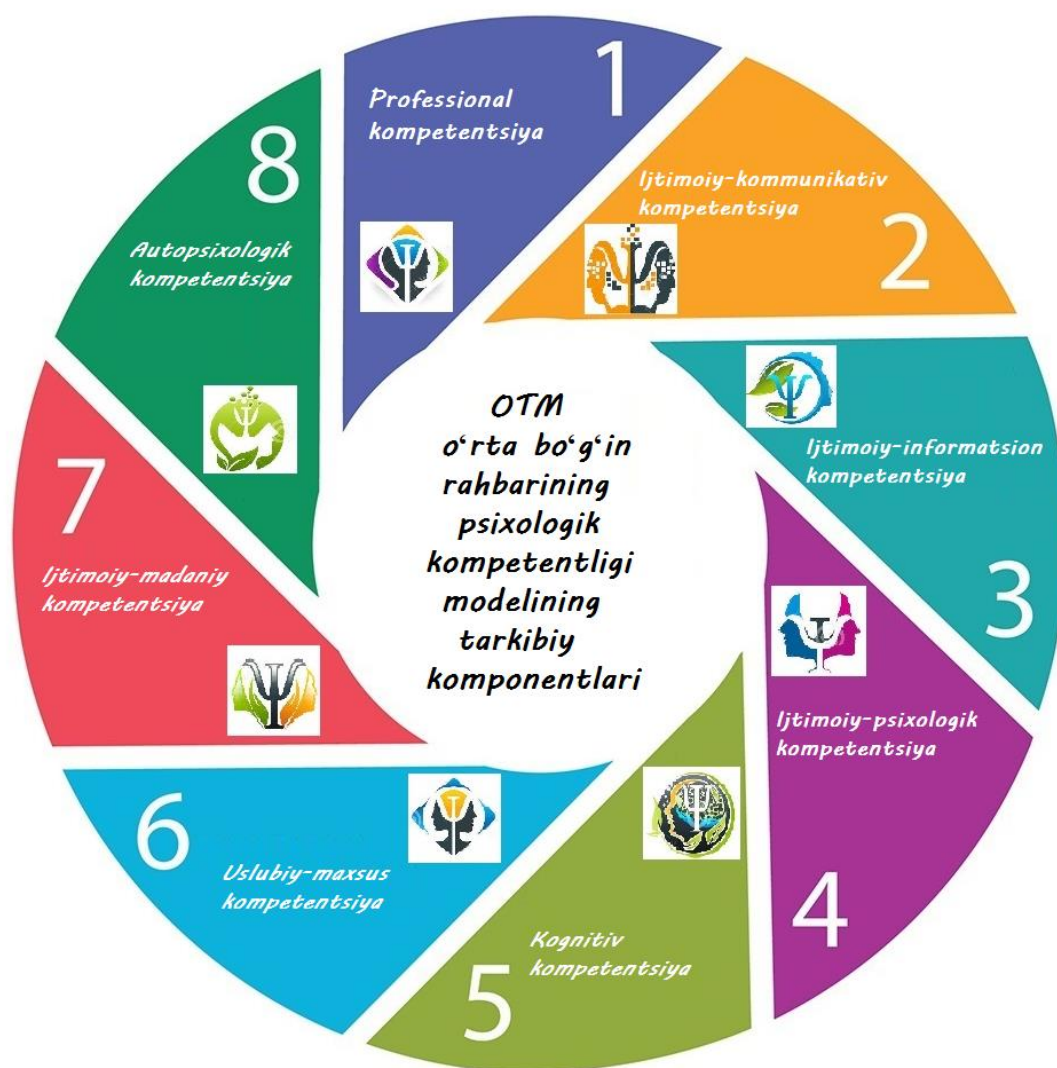 1
Professional
kompetentsiya
2
Ijtimoiy-kommunikativ
kompetentsiya
3
Ijtimoiy-informatsion
kompetentsiya
4
Ijtimoiy-psixologik
kompetentsiya
5
Kognitiv
kompetentsiya
6
Uslubiy-maxsus
kompetentsiya
7
Ijtimoiy-madaniy
kompetentsiya
8
Autopsixologik
kompetentsiya
OTM
o‘rta bo‘g‘in
rahbarining
psixologik
kompetentligi
modelining
tarkibiy
komponentlari